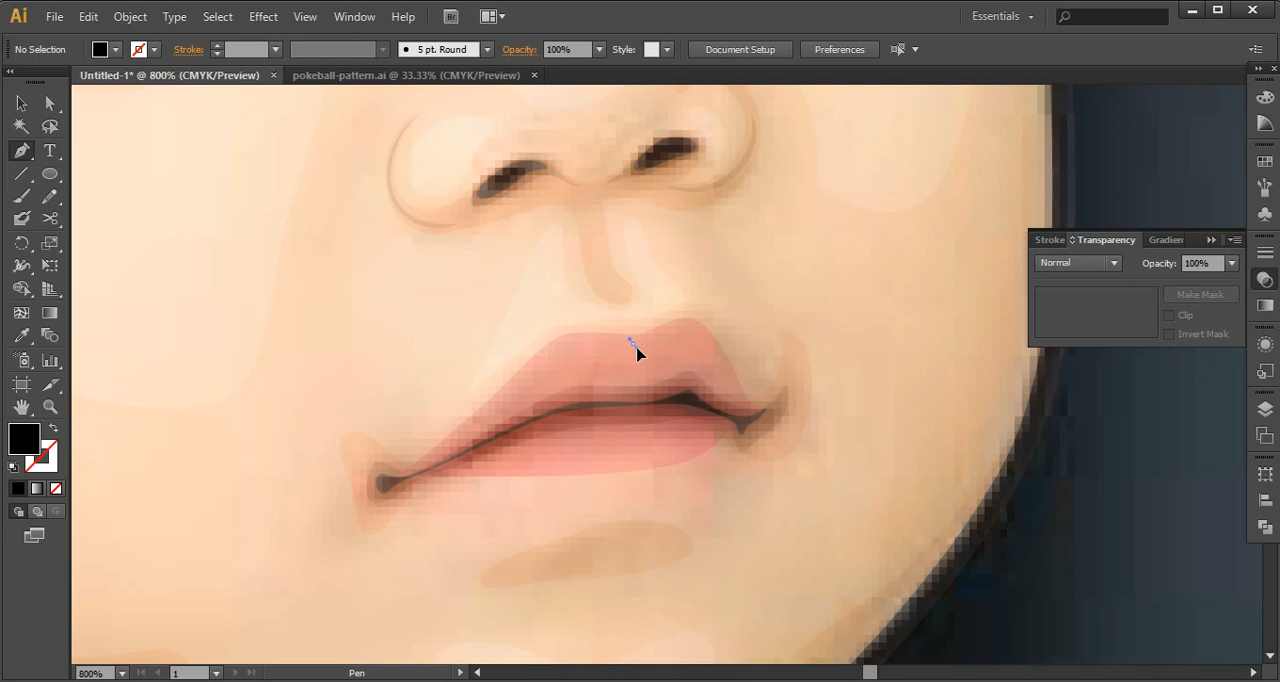 Ai File Edit Object Type Select Effect View Window Help Br Essentials
No Selection Stroke: 5 pt. Round Opacity: 100% Style: Document Setup Preferences
Untitled-1* @ 800% (CMYK/Preview) × pokeball-pattern.ai @ 33.33% (CMYK/Preview) ×
Stroke Transparency Gradien
Normal Opacity: 100%
Make Mask
Clip
Invert Mask
800% 1 Pen